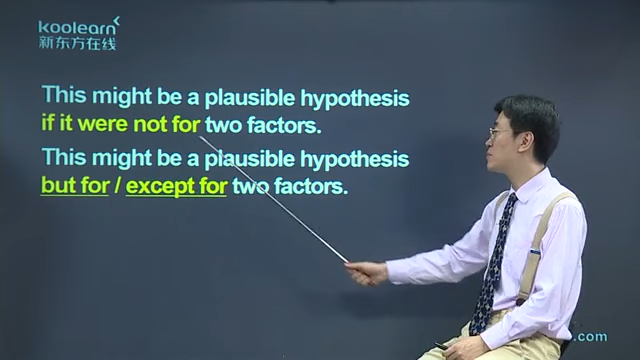 koolearn
新东方在线
This might be a plausible hypothesis
if it were not for two factors.
This might be a plausible hypothesis
but for / except for two factors.
.com